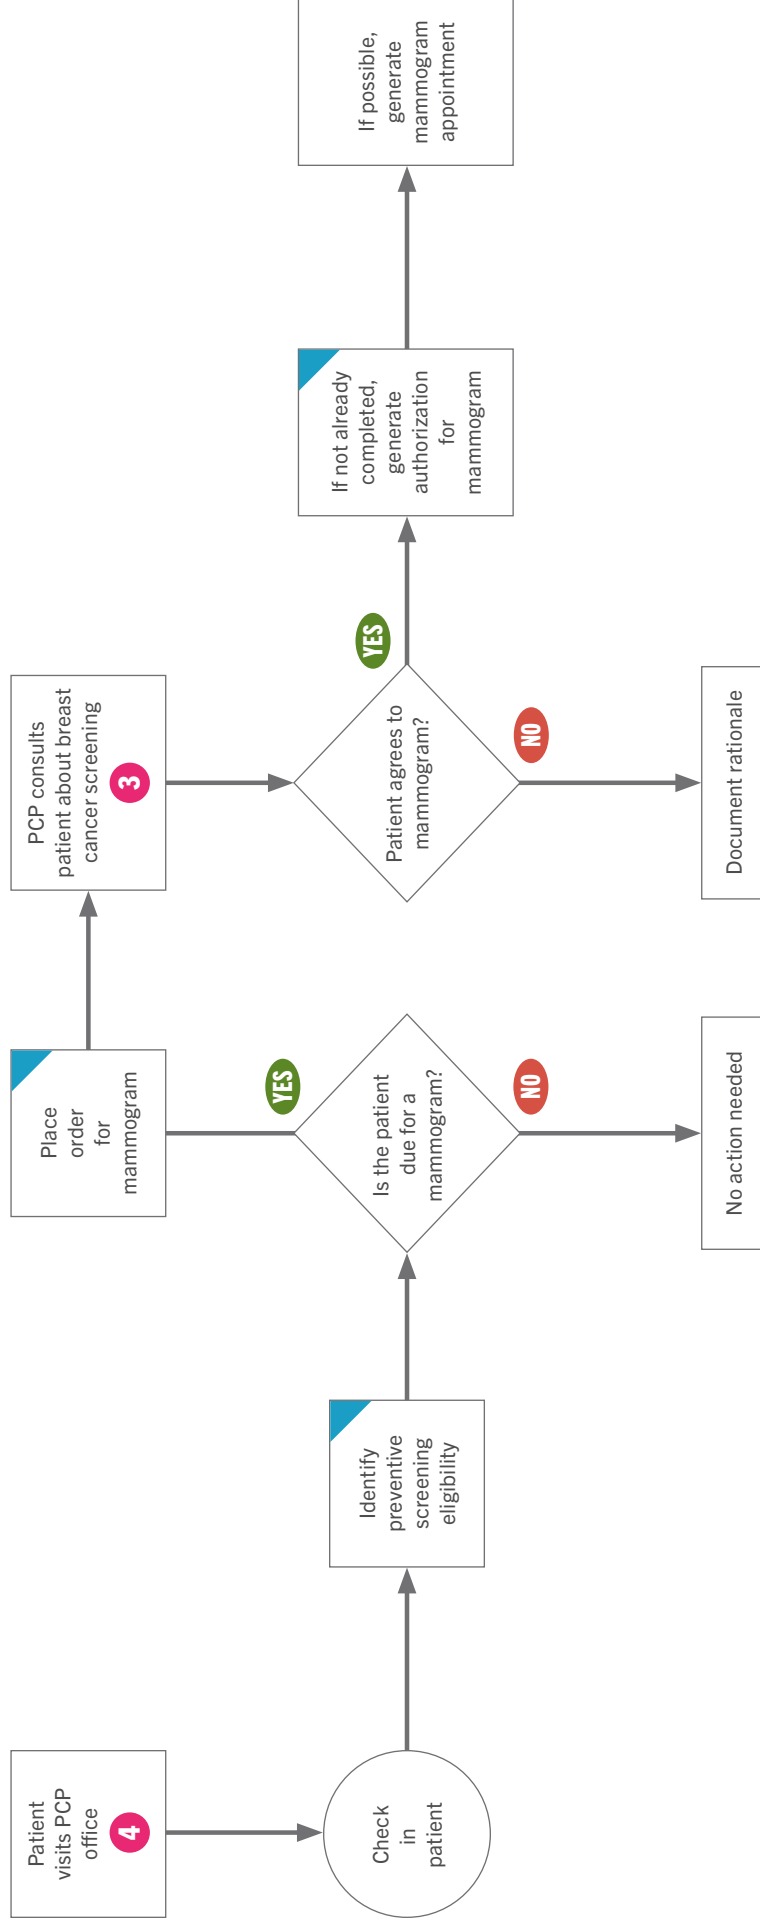 Patient
visits PCP
office
4
Check
in
patient
Identify
preventive
screening
eligibility
Is the patient
due for a
mammogram?
YES
NO
No action needed
Place
order
for
mammogram
PCP consults
patient about breast
cancer screening
3
Patient agrees to
mammogram?
YES
NO
Document rationale
If not already
completed,
generate
authorization
for
mammogram
If possible,
generate
mammogram
appointment